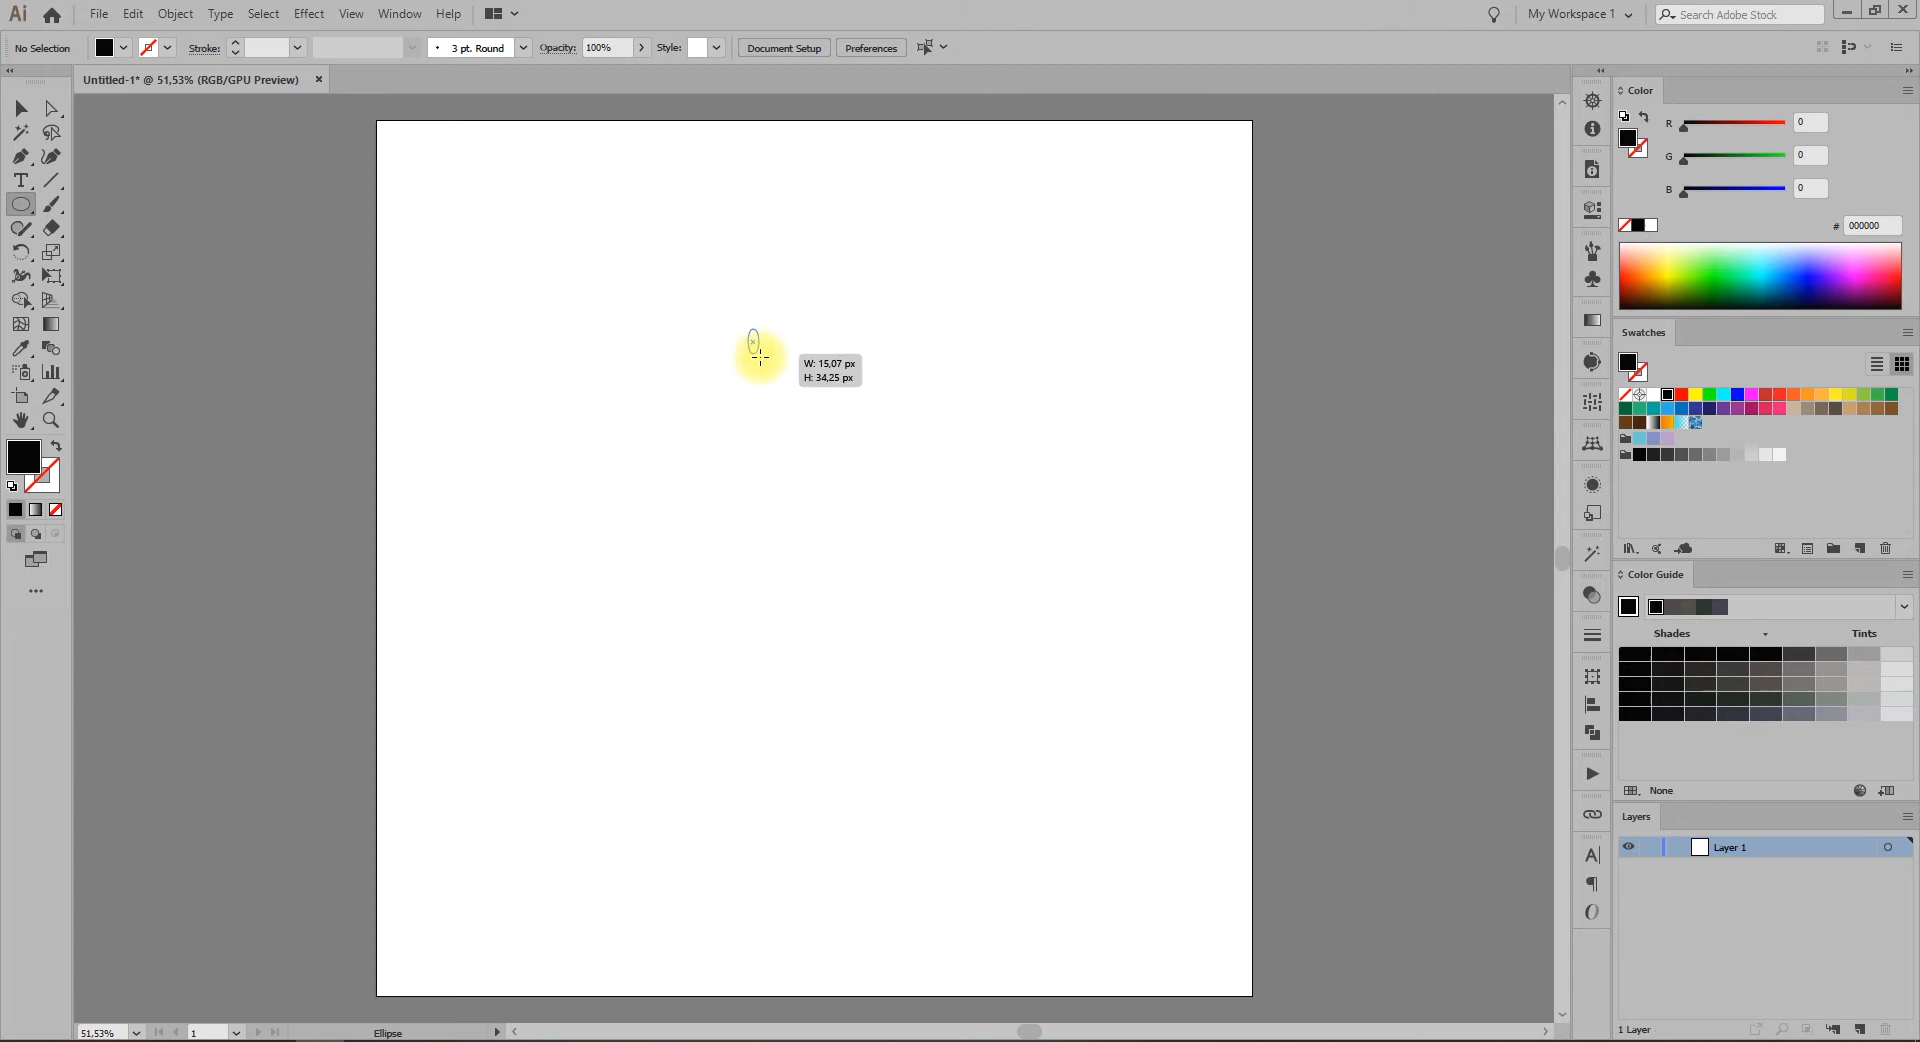 Ai File Edit Object Type Select Effect View Window Help My Workspace 1 Search Adobe Stock
No Selection Stroke: 3 pt. Round Opacity: 100% Style: Document Setup Preferences
Untitled-1* @ 51,53% (RGB/GPU Preview)
Color
R 0
G 0
B 0
# 000000
Swatches
W: 15,07 px
H: 34,25 px
Color Guide
Shades Tints
None
Layers
Layer 1
51,53% 1 Ellipse
1 Layer